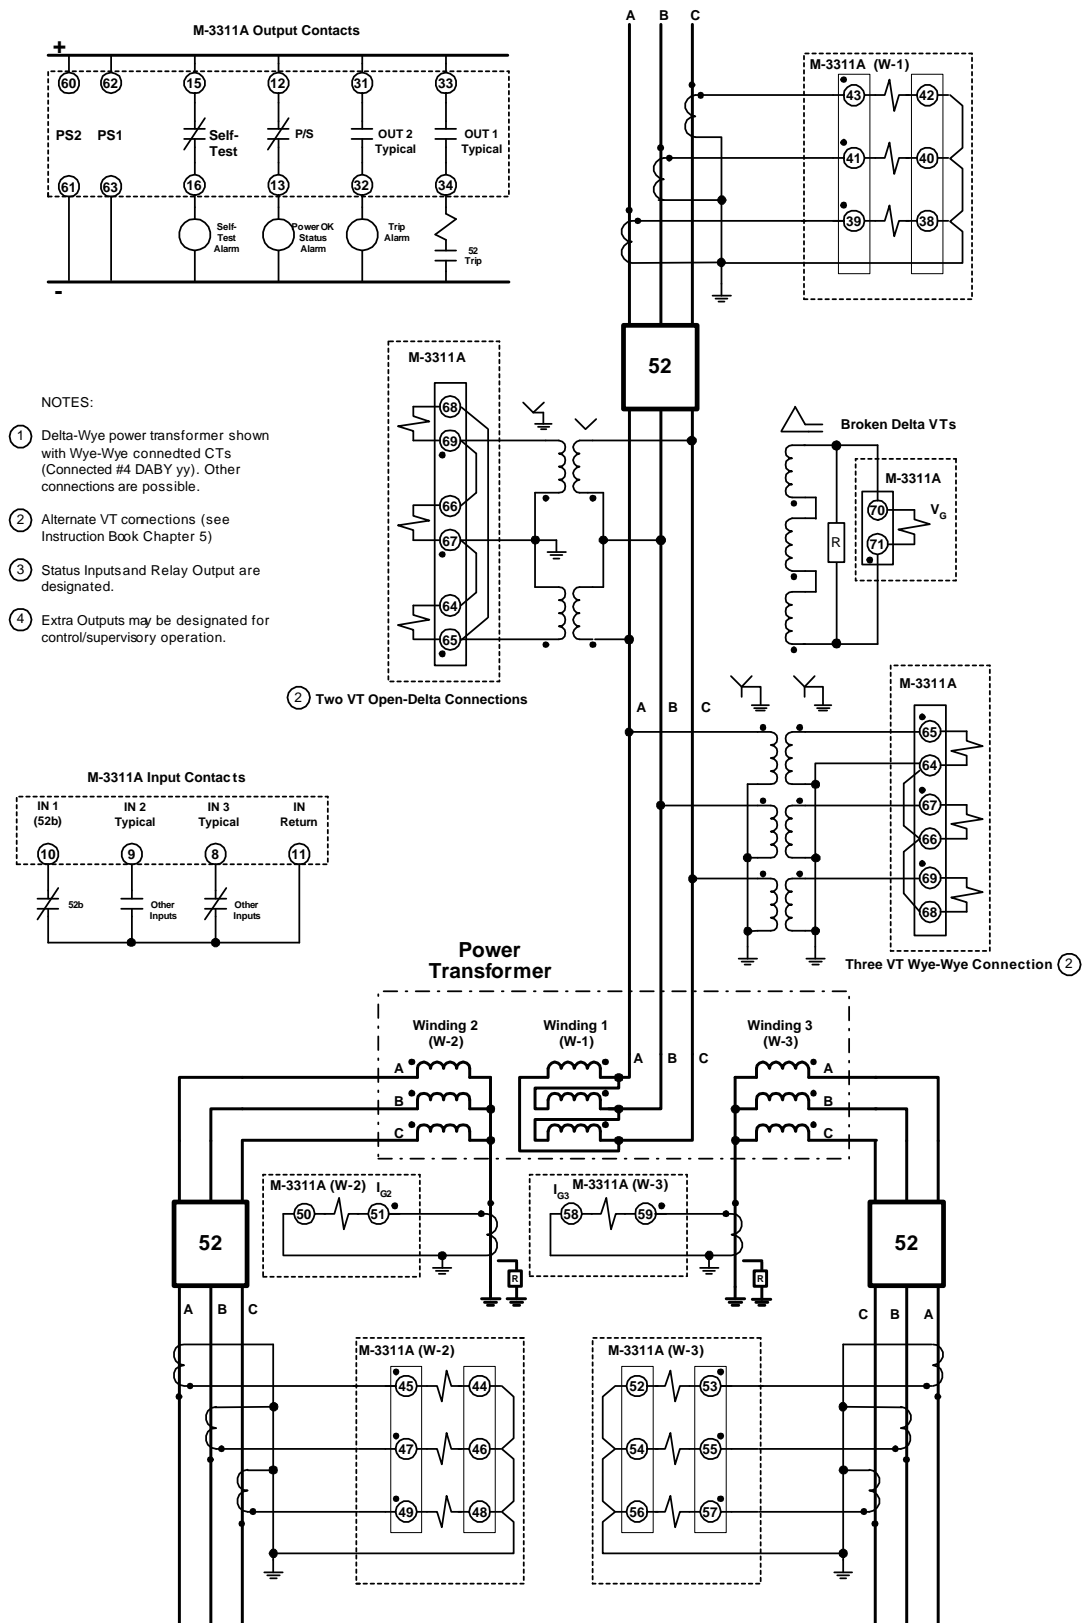 M-3311A Output Contacts
+
60 62 15 12 31 33
PS2 PS1 Self-Test P/S OUT 2 Typical OUT 1 Typical
61 63 16 13 32 34
Self-Test Alarm
Power OK Status Alarm
Trip Alarm
52 Trip
-
A B C
M-3311A (W-1)
43 42
41 40
39 38
52
NOTES:
1 Delta-Wye power transformer shown
with Wye-Wye connedted CTs
(Connected #4 DABY yy). Other
connections are possible.
2 Alternate VT connections (see
Instruction Book Chapter 5)
3 Status Inputs and Relay Output are
designated.
4 Extra Outputs may be designated for
control/supervisory operation.
M-3311A
68
69
66
67
64
65
2 Two VT Open-Delta Connections
Broken Delta VTs
R
M-3311A
70
71
VG
A B C
M-3311A
65
64
67
66
69
68
Three VT Wye-Wye Connection 2
M-3311A Input Contacts
IN 1 (52b)
IN 2 Typical
IN 3 Typical
IN Return
10 9 8 11
52b
Other Inputs
Other Inputs
Power
Transformer
Winding 2
(W-2)
A
B
C
Winding 1
(W-1)
A B C
Winding 3
(W-3)
A
B
C
M-3311A (W-2) IG2
50 51
R
IG3 M-3311A (W-3)
58 59
R
52
A B C
52
C B A
M-3311A (W-2)
45 44
47 46
49 48
M-3311A (W-3)
52 53
54 55
56 57